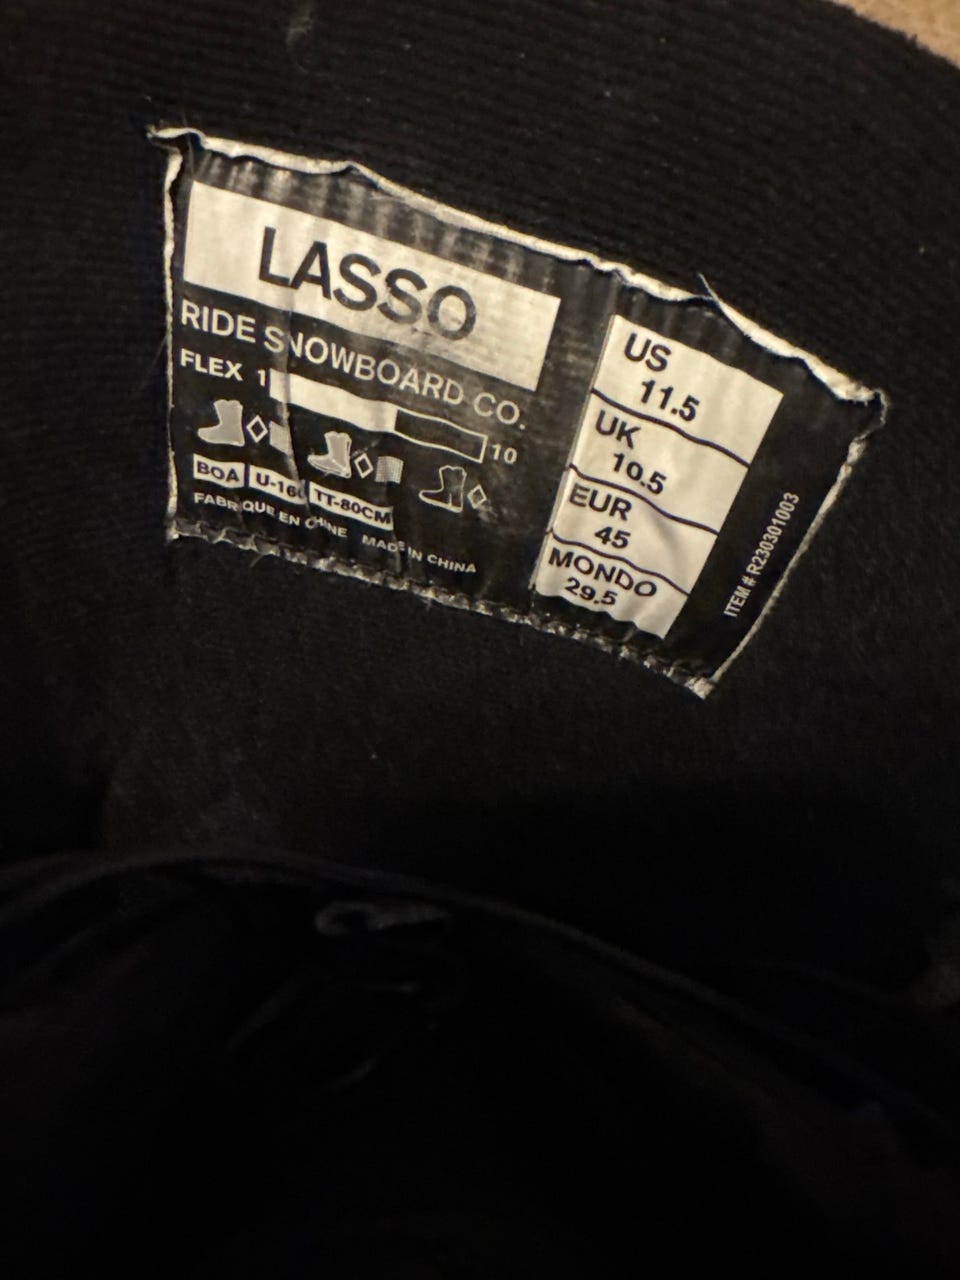 LASSO
RIDE SNOWBOARD CO.
FLEX 1 10
BOA U-160 TT-80CM
FABRIQUE EN CHINE MADE IN CHINA
US
11.5
UK
10.5
EUR
45
MONDO
29.5
ITEM # R230301003